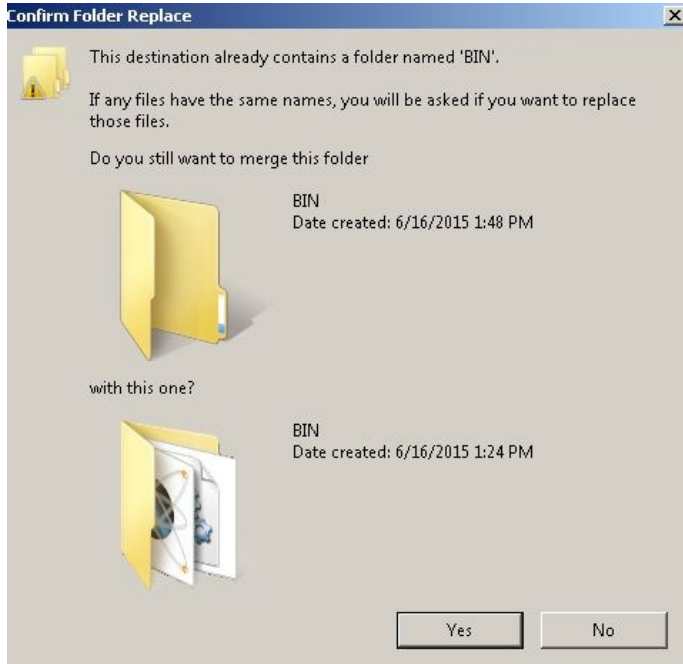 Confirm Folder Replace
This destination already contains a folder named 'BIN'.
If any files have the same names, you will be asked if you want to replace
those files.
Do you still want to merge this folder
BIN
Date created: 6/16/2015 1:48 PM
with this one?
BIN
Date created: 6/16/2015 1:24 PM
Yes
No